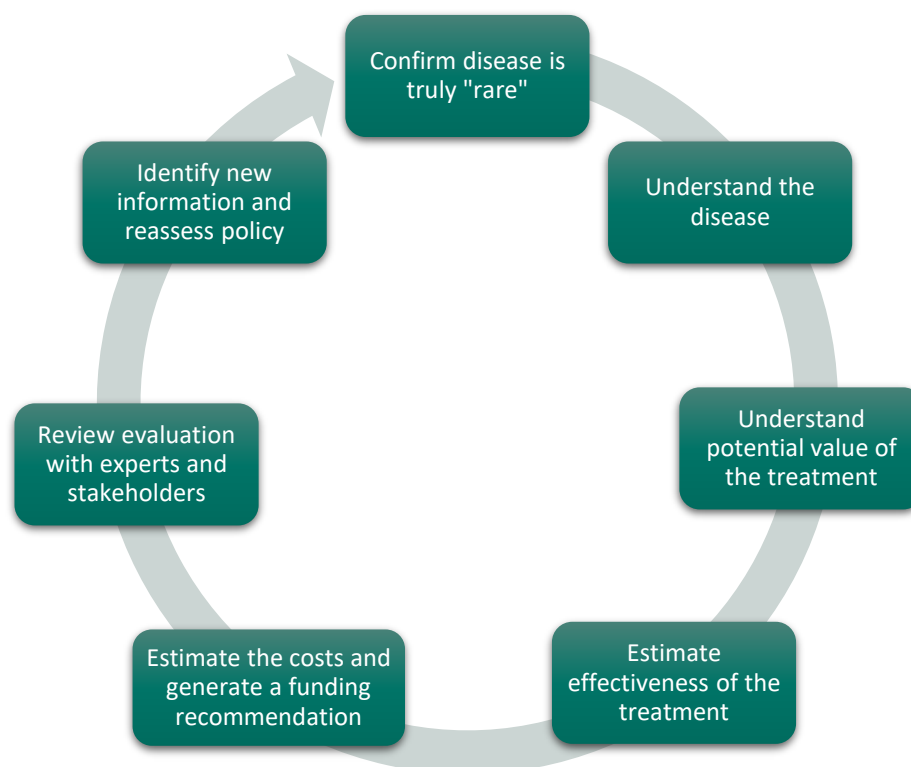 Confirm disease is
truly "rare"
Understand the
disease
Understand
potential value of
the treatment
Estimate
effectiveness of the
treatment
Estimate the costs and
generate a funding
recommendation
Review evaluation
with experts and
stakeholders
Identify new
information and
reassess policy